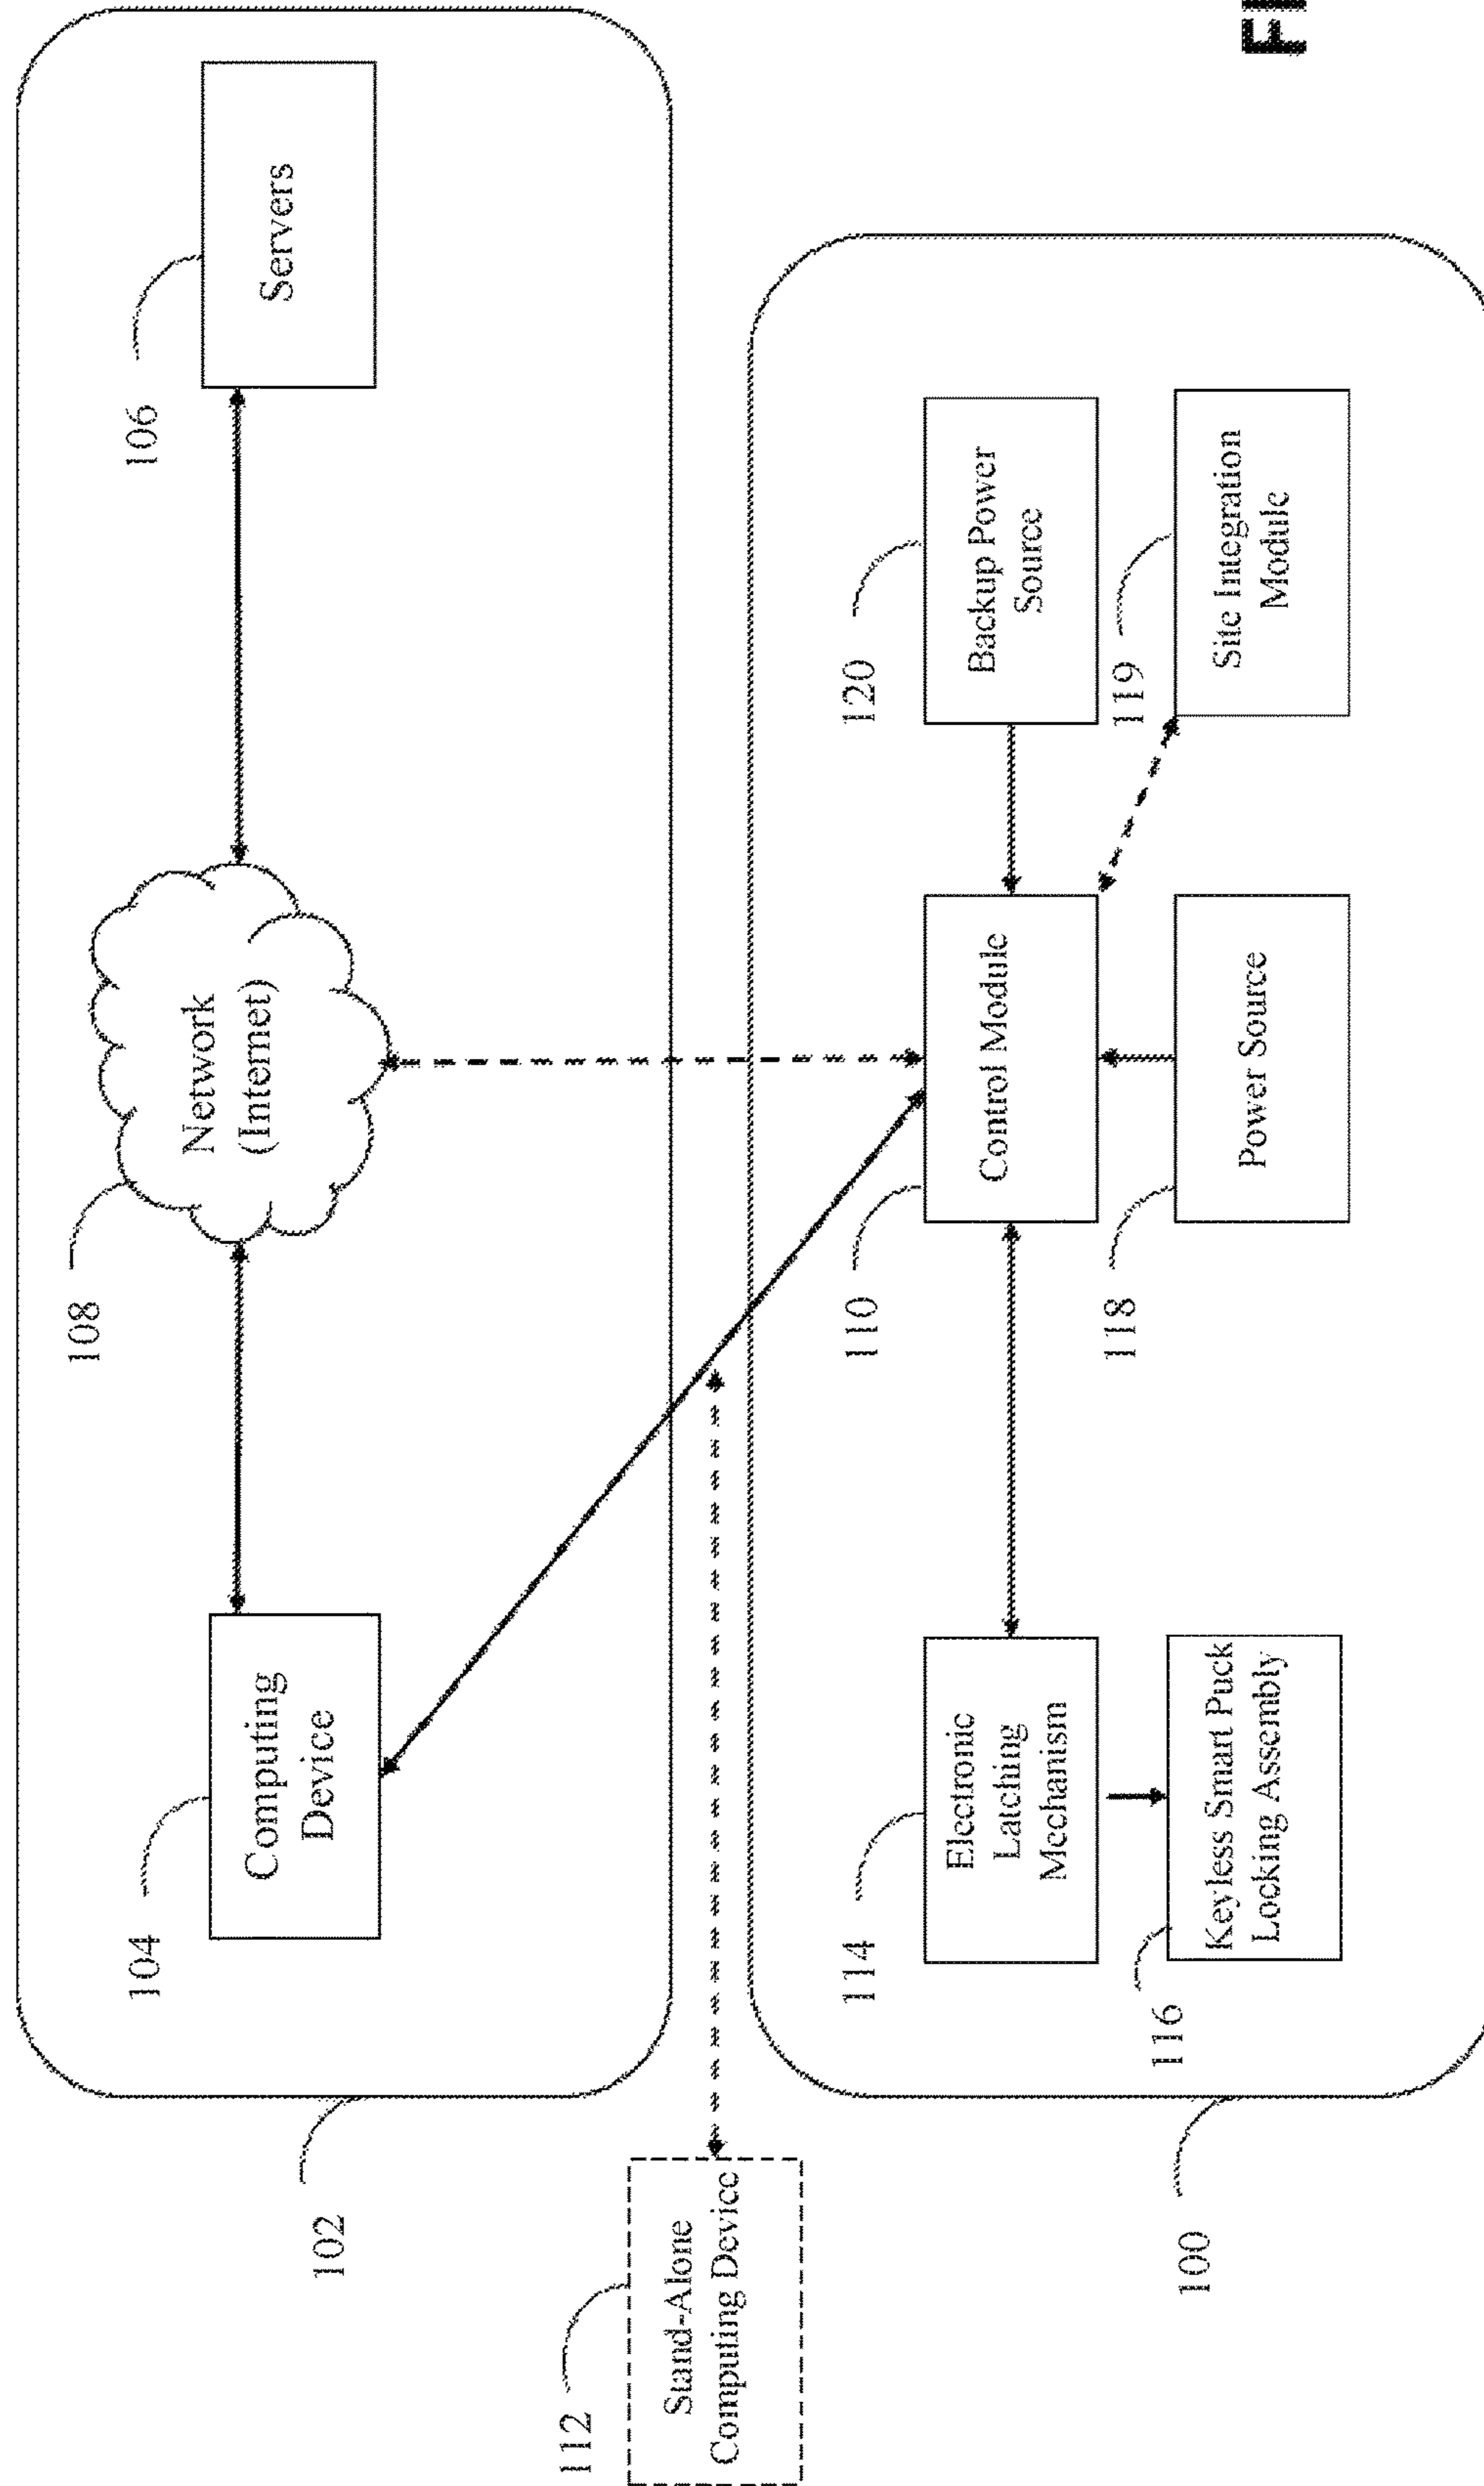 102
104
Computing
Device
108
Network
(Internet)
106
Servers
112
Stand-Alone
Computing Device
100
114
Electronic
Latching
Mechanism
110
Control Module
120
Backup Power
Source
116
Keyless Smart Puck
Locking Assembly
118
Power Source
119
Site Integration
Module